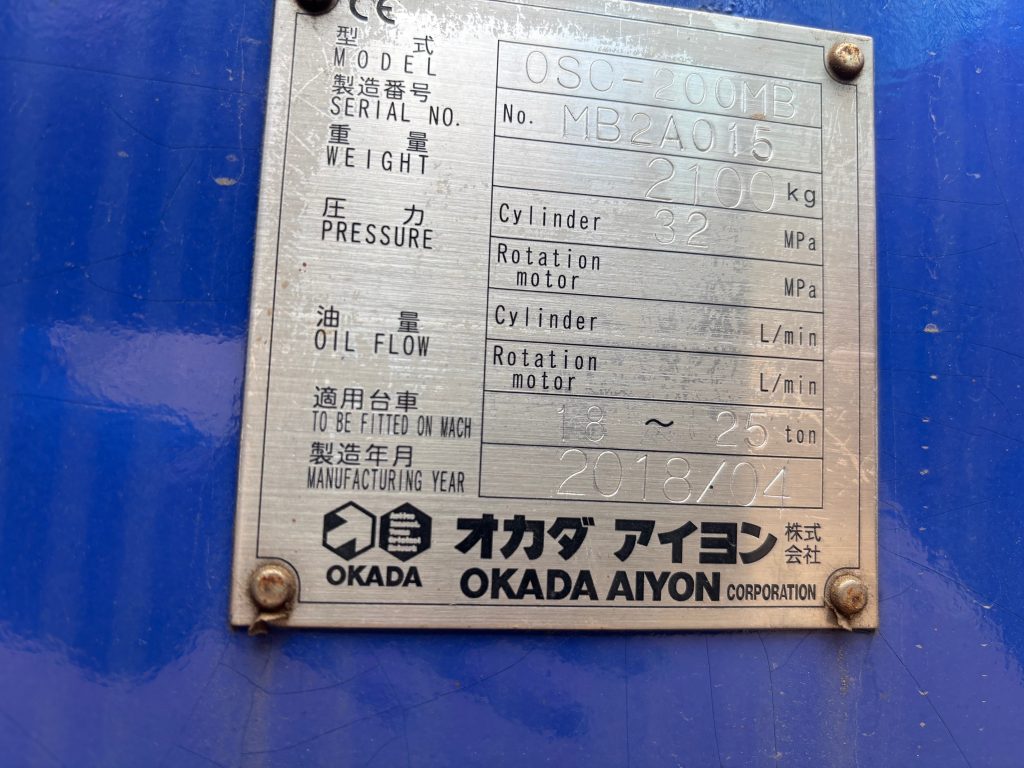 CE
型式 OSC-200MB
MODEL
製造番号 No. MB2A015
SERIAL NO.
重量 2100 kg
WEIGHT
圧力 Cylinder 32 MPa
PRESSURE Rotation motor MPa
油量 Cylinder L/min
OIL FLOW Rotation motor L/min
適用台車 18 ~ 25 ton
TO BE FITTED ON MACH
製造年月 2018/04
MANUFACTURING YEAR
オカダ アイヨン 株式会社
OKADA OKADA AIYON CORPORATION